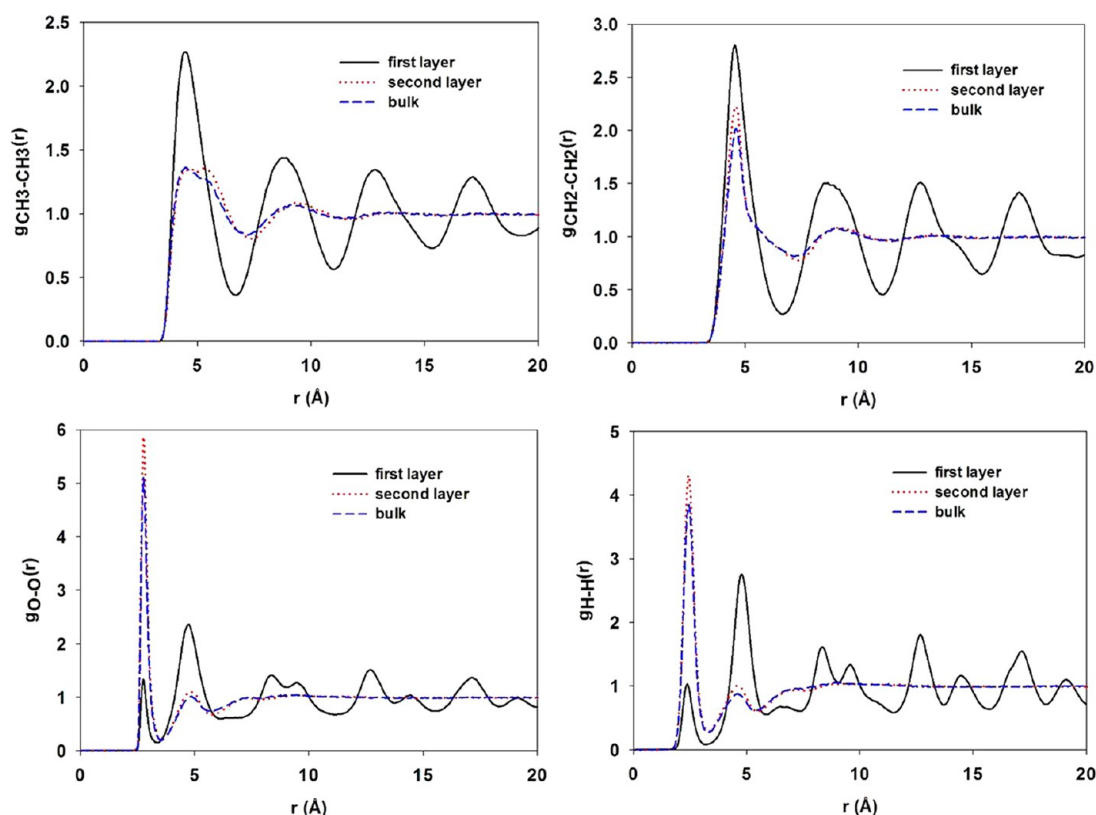 2.5
2.0
1.5
1.0
0.5
0.0
gCH3-CH3(r)
first layer
second layer
bulk
0 5 10 15 20
r (Å)
3.0
2.5
2.0
1.5
1.0
0.5
0.0
gCH2-CH2(r)
first layer
second layer
bulk
0 5 10 15 20
r (Å)
6
5
4
3
2
1
0
gO-O(r)
first layer
second layer
bulk
0 5 10 15 20
r (Å)
5
4
3
2
1
0
gH-H(r)
first layer
second layer
bulk
0 5 10 15 20
r (Å)